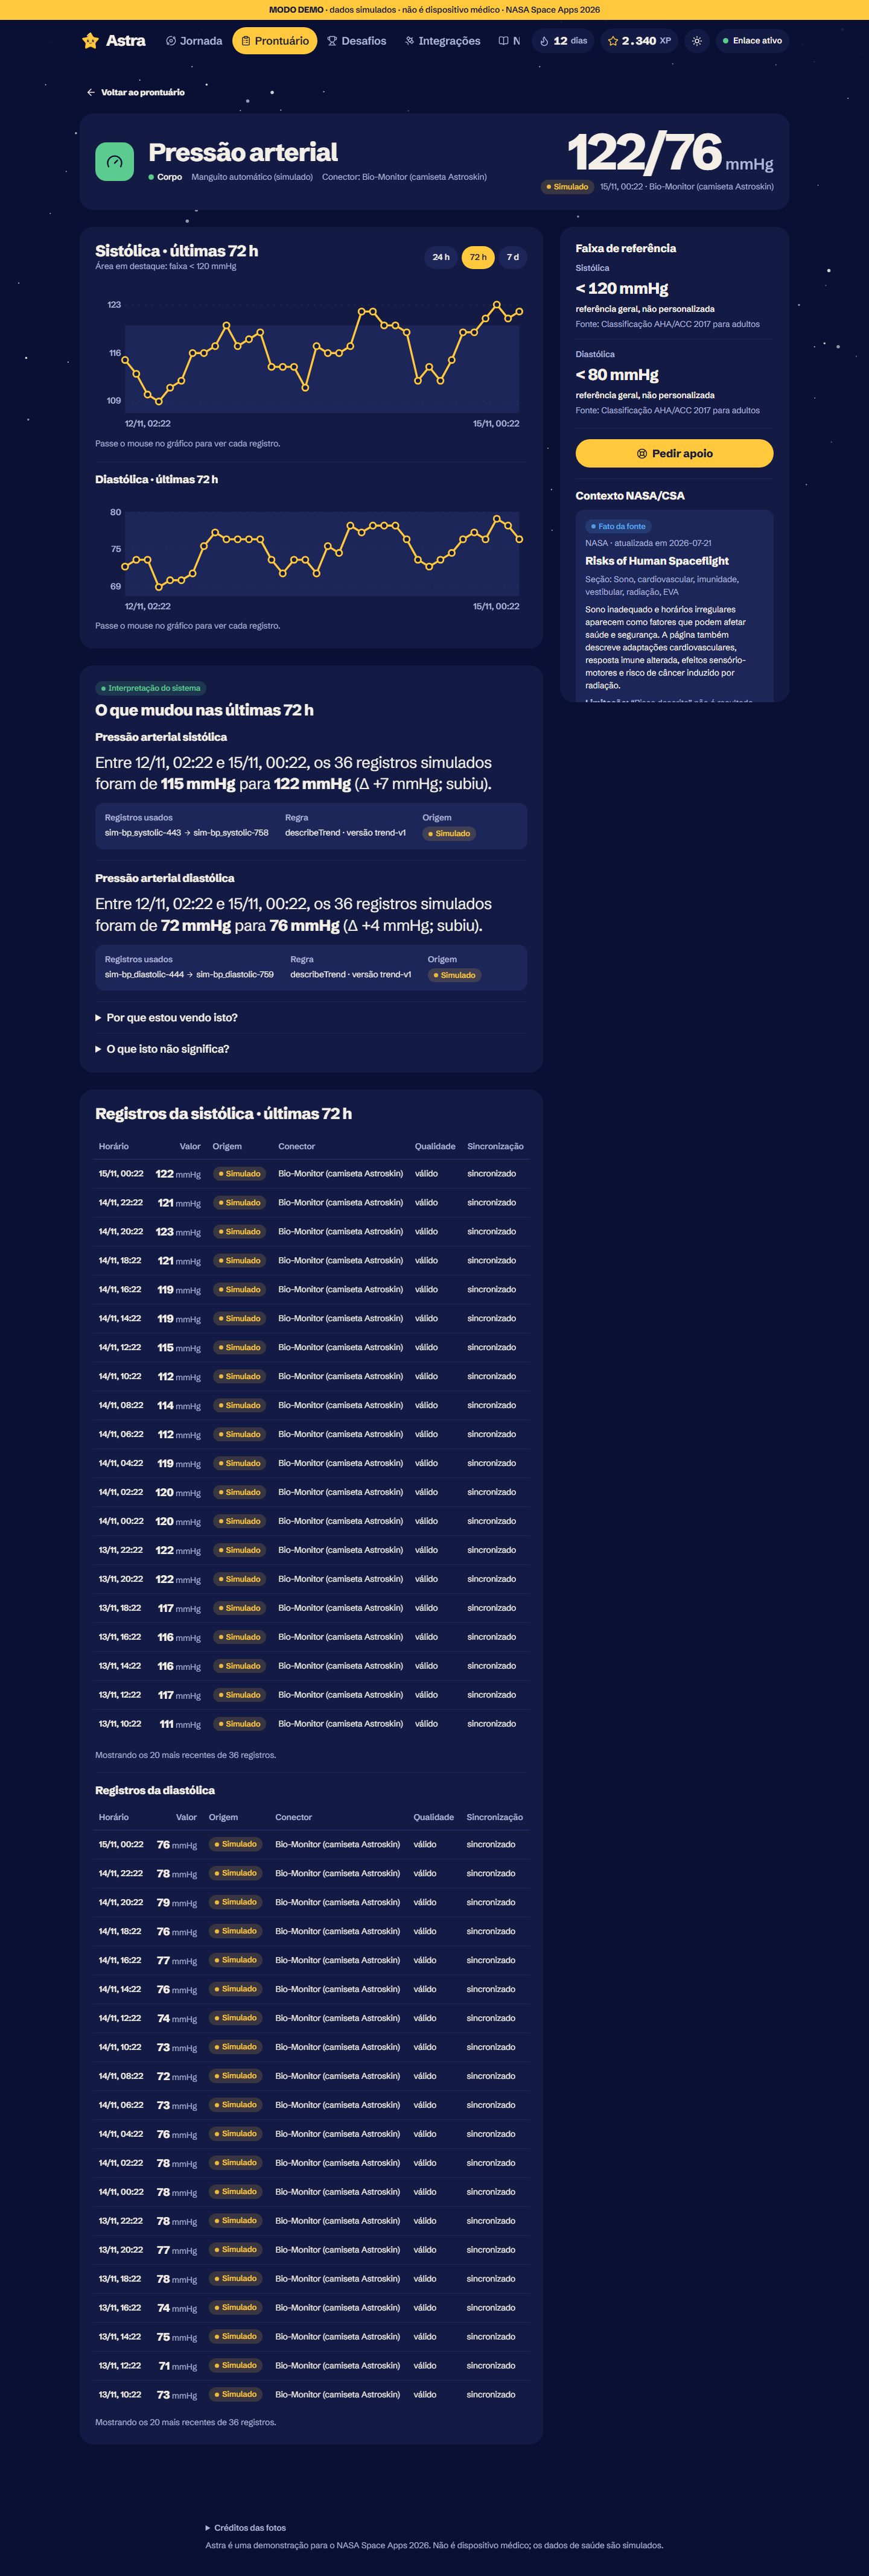 MODO DEMO · dados simulados · não é dispositivo médico · NASA Space Apps 2026
Astra
Jornada
Prontuário
Desafios
Integrações
N
12 dias
2.340 XP
Enlace ativo
Voltar ao prontuário
Pressão arterial
Corpo Manguito automático (simulado) Conector: Bio-Monitor (camiseta Astroskin)
122/76 mmHg
Simulado 15/11, 00:22 · Bio-Monitor (camiseta Astroskin)
Sistólica · últimas 72 h
Área em destaque: faixa < 120 mmHg
24 h 72 h 7 d
123
116
109
12/11, 02:22 15/11, 00:22
Passe o mouse no gráfico para ver cada registro.
Diastólica · últimas 72 h
80
75
69
12/11, 02:22 15/11, 00:22
Passe o mouse no gráfico para ver cada registro.
Faixa de referência
Sistólica
< 120 mmHg
referência geral, não personalizada
Fonte: Classificação AHA/ACC 2017 para adultos
Diastólica
< 80 mmHg
referência geral, não personalizada
Fonte: Classificação AHA/ACC 2017 para adultos
Pedir apoio
Contexto NASA/CSA
Fato da fonte
NASA · atualizada em 2026-07-21
Risks of Human Spaceflight
Seção: Sono, cardiovascular, imunidade,
vestibular, radiação, EVA
Sono inadequado e horários irregulares
aparecem como fatores que podem afetar
saúde e segurança. A página também
descreve adaptações cardiovasculares,
resposta imune alterada, efeitos sensório-
motores e risco de câncer induzido por
radiação.
Interpretação do sistema
O que mudou nas últimas 72 h
Pressão arterial sistólica
Entre 12/11, 02:22 e 15/11, 00:22, os 36 registros simulados
foram de 115 mmHg para 122 mmHg (Δ +7 mmHg; subiu).
Registros usados Regra Origem
sim-bp_systolic-443 → sim-bp_systolic-758 describeTrend · versão trend-v1 Simulado
Pressão arterial diastólica
Entre 12/11, 02:22 e 15/11, 00:22, os 36 registros simulados
foram de 72 mmHg para 76 mmHg (Δ +4 mmHg; subiu).
Registros usados Regra Origem
sim-bp_diastolic-444 → sim-bp_diastolic-759 describeTrend · versão trend-v1 Simulado
Por que estou vendo isto?
O que isto não significa?
Registros da sistólica · últimas 72 h
Horário Valor Origem Conector Qualidade Sincronização
15/11, 00:22 122 mmHg Simulado Bio-Monitor (camiseta Astroskin) válido sincronizado
14/11, 22:22 121 mmHg Simulado Bio-Monitor (camiseta Astroskin) válido sincronizado
14/11, 20:22 123 mmHg Simulado Bio-Monitor (camiseta Astroskin) válido sincronizado
14/11, 18:22 121 mmHg Simulado Bio-Monitor (camiseta Astroskin) válido sincronizado
14/11, 16:22 119 mmHg Simulado Bio-Monitor (camiseta Astroskin) válido sincronizado
14/11, 14:22 119 mmHg Simulado Bio-Monitor (camiseta Astroskin) válido sincronizado
14/11, 12:22 115 mmHg Simulado Bio-Monitor (camiseta Astroskin) válido sincronizado
14/11, 10:22 112 mmHg Simulado Bio-Monitor (camiseta Astroskin) válido sincronizado
14/11, 08:22 114 mmHg Simulado Bio-Monitor (camiseta Astroskin) válido sincronizado
14/11, 06:22 112 mmHg Simulado Bio-Monitor (camiseta Astroskin) válido sincronizado
14/11, 04:22 119 mmHg Simulado Bio-Monitor (camiseta Astroskin) válido sincronizado
14/11, 02:22 120 mmHg Simulado Bio-Monitor (camiseta Astroskin) válido sincronizado
14/11, 00:22 120 mmHg Simulado Bio-Monitor (camiseta Astroskin) válido sincronizado
13/11, 22:22 122 mmHg Simulado Bio-Monitor (camiseta Astroskin) válido sincronizado
13/11, 20:22 122 mmHg Simulado Bio-Monitor (camiseta Astroskin) válido sincronizado
13/11, 18:22 117 mmHg Simulado Bio-Monitor (camiseta Astroskin) válido sincronizado
13/11, 16:22 116 mmHg Simulado Bio-Monitor (camiseta Astroskin) válido sincronizado
13/11, 14:22 116 mmHg Simulado Bio-Monitor (camiseta Astroskin) válido sincronizado
13/11, 12:22 117 mmHg Simulado Bio-Monitor (camiseta Astroskin) válido sincronizado
13/11, 10:22 111 mmHg Simulado Bio-Monitor (camiseta Astroskin) válido sincronizado
Mostrando os 20 mais recentes de 36 registros.
Registros da diastólica
Horário Valor Origem Conector Qualidade Sincronização
15/11, 00:22 76 mmHg Simulado Bio-Monitor (camiseta Astroskin) válido sincronizado
14/11, 22:22 78 mmHg Simulado Bio-Monitor (camiseta Astroskin) válido sincronizado
14/11, 20:22 79 mmHg Simulado Bio-Monitor (camiseta Astroskin) válido sincronizado
14/11, 18:22 76 mmHg Simulado Bio-Monitor (camiseta Astroskin) válido sincronizado
14/11, 16:22 77 mmHg Simulado Bio-Monitor (camiseta Astroskin) válido sincronizado
14/11, 14:22 76 mmHg Simulado Bio-Monitor (camiseta Astroskin) válido sincronizado
14/11, 12:22 74 mmHg Simulado Bio-Monitor (camiseta Astroskin) válido sincronizado
14/11, 10:22 73 mmHg Simulado Bio-Monitor (camiseta Astroskin) válido sincronizado
14/11, 08:22 72 mmHg Simulado Bio-Monitor (camiseta Astroskin) válido sincronizado
14/11, 06:22 73 mmHg Simulado Bio-Monitor (camiseta Astroskin) válido sincronizado
14/11, 04:22 76 mmHg Simulado Bio-Monitor (camiseta Astroskin) válido sincronizado
14/11, 02:22 78 mmHg Simulado Bio-Monitor (camiseta Astroskin) válido sincronizado
14/11, 00:22 78 mmHg Simulado Bio-Monitor (camiseta Astroskin) válido sincronizado
13/11, 22:22 78 mmHg Simulado Bio-Monitor (camiseta Astroskin) válido sincronizado
13/11, 20:22 77 mmHg Simulado Bio-Monitor (camiseta Astroskin) válido sincronizado
13/11, 18:22 78 mmHg Simulado Bio-Monitor (camiseta Astroskin) válido sincronizado
13/11, 16:22 74 mmHg Simulado Bio-Monitor (camiseta Astroskin) válido sincronizado
13/11, 14:22 75 mmHg Simulado Bio-Monitor (camiseta Astroskin) válido sincronizado
13/11, 12:22 71 mmHg Simulado Bio-Monitor (camiseta Astroskin) válido sincronizado
13/11, 10:22 73 mmHg Simulado Bio-Monitor (camiseta Astroskin) válido sincronizado
Mostrando os 20 mais recentes de 36 registros.
Créditos das fotos
Astra é uma demonstração para o NASA Space Apps 2026. Não é dispositivo médico; os dados de saúde são simulados.